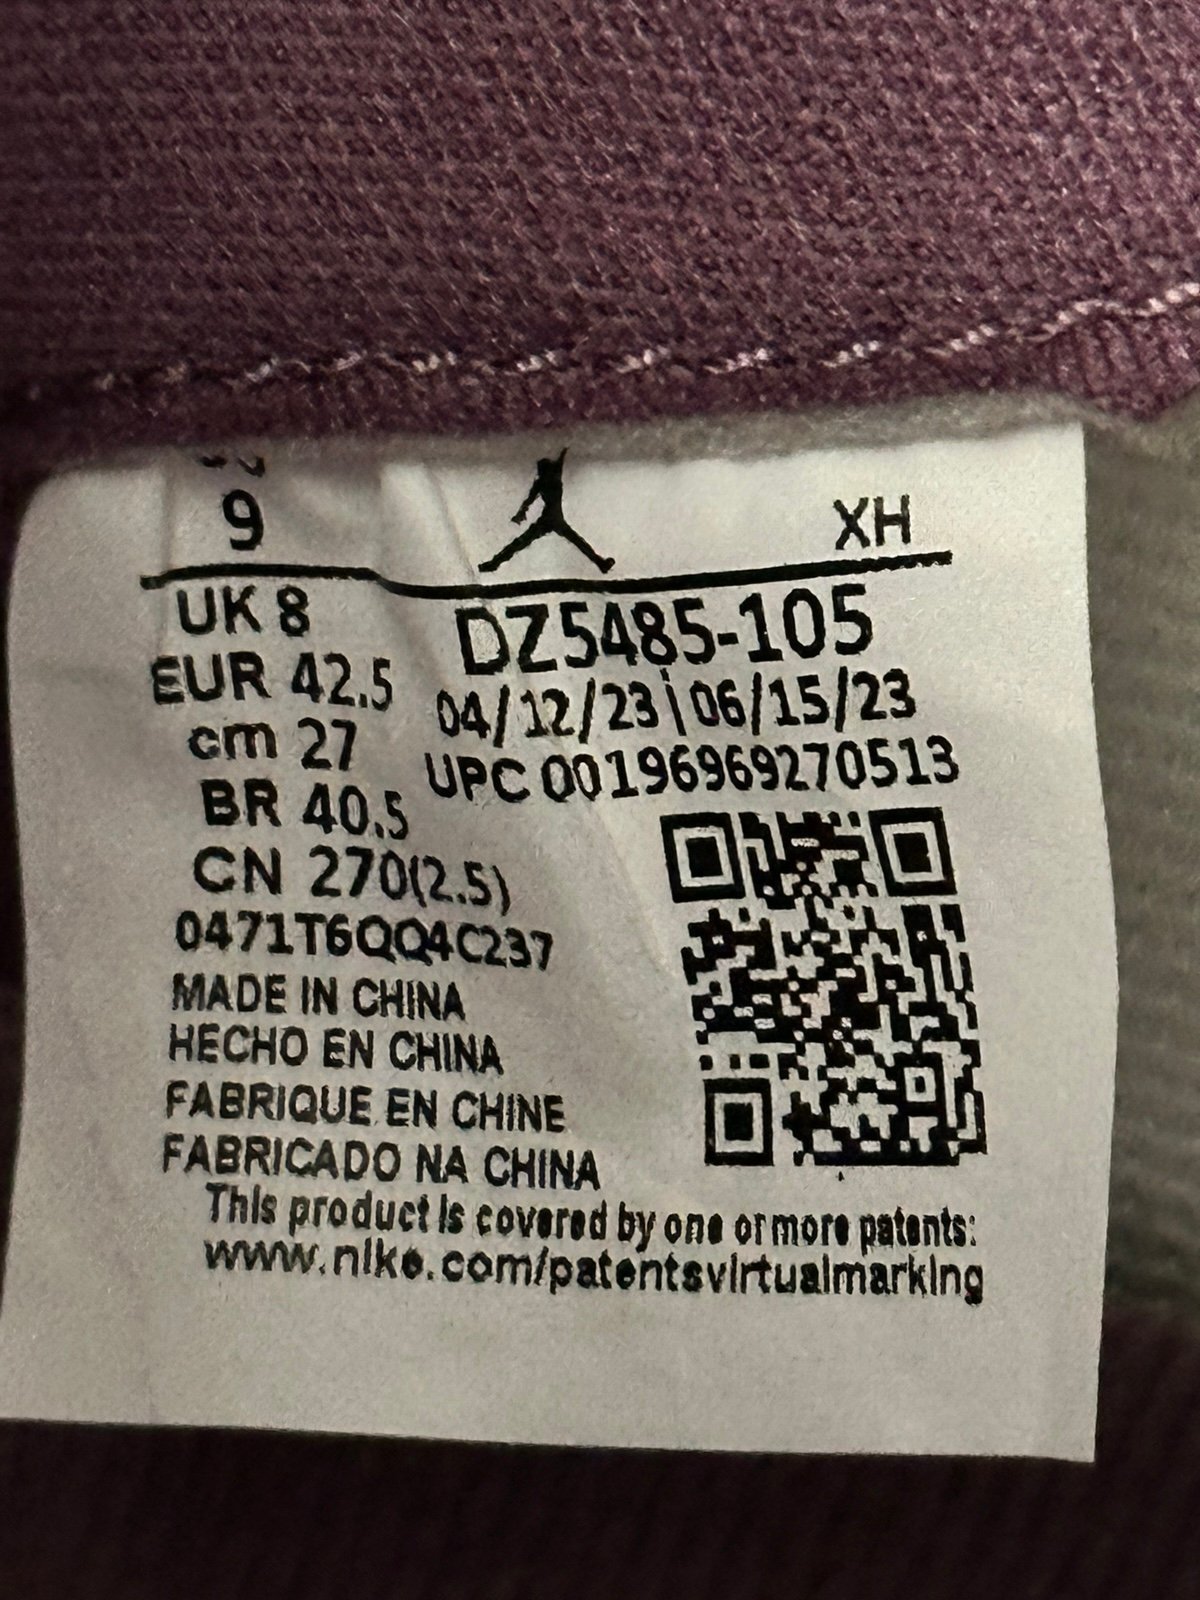 9
XH
UK 8
EUR 42.5
cm 27
BR 40.5
CN 270(2.5)
DZ5485-105
04/12/23|06/15/23
UPC 00196969270513
0471T6QQ4C237
MADE IN CHINA
HECHO EN CHINA
FABRIQUE EN CHINE
FABRICADO NA CHINA
This product is covered by one or more patents:
www.nike.com/patentsvirtualmarking